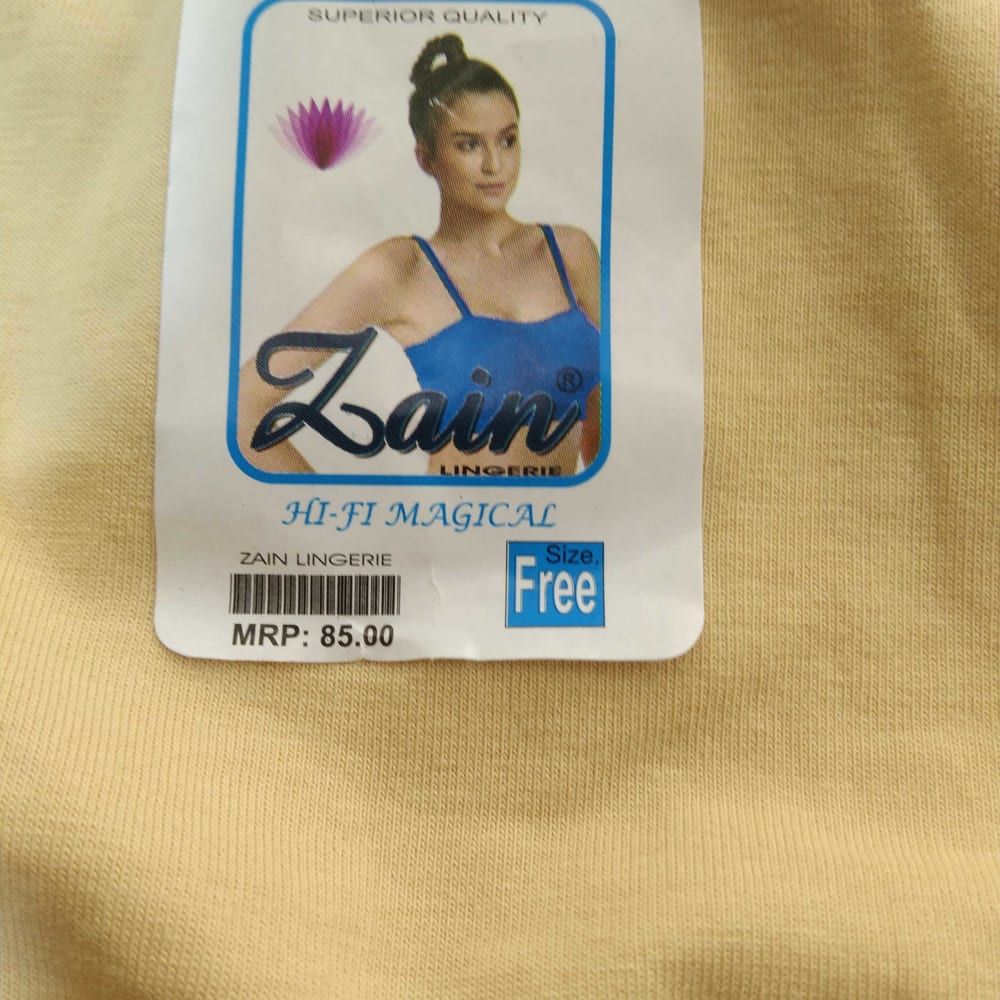 SUPERIOR QUALITY
Zain®
LINGERIE
HI-FI MAGICAL
ZAIN LINGERIE
MRP: 85.00
Size.
Free